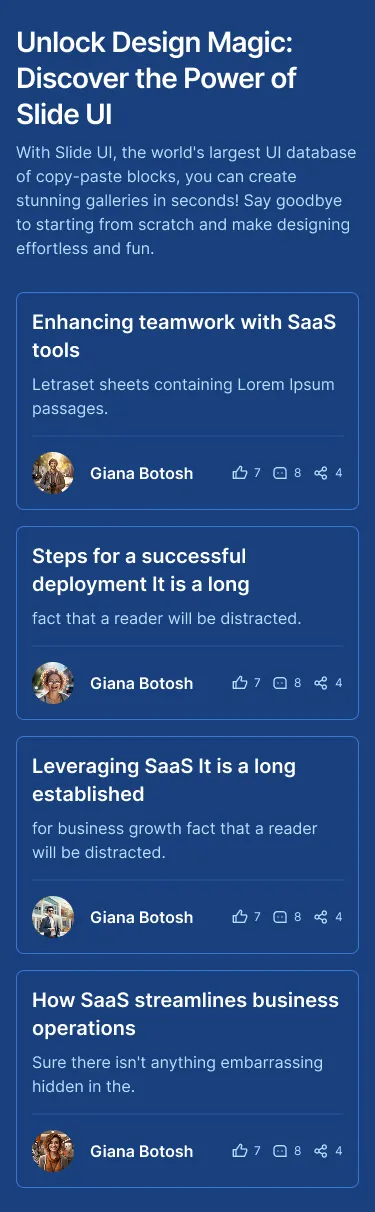 Unlock Design Magic:
Discover the Power of
Slide UI
With Slide UI, the world's largest UI database
of copy-paste blocks, you can create
stunning galleries in seconds! Say goodbye
to starting from scratch and make designing
effortless and fun.
Enhancing teamwork with SaaS
tools
Letraset sheets containing Lorem Ipsum
passages.
Giana Botosh 7 8 4
Steps for a successful
deployment It is a long
fact that a reader will be distracted.
Giana Botosh 7 8 4
Leveraging SaaS It is a long
established
for business growth fact that a reader
will be distracted.
Giana Botosh 7 8 4
How SaaS streamlines business
operations
Sure there isn't anything embarrassing
hidden in the.
Giana Botosh 7 8 4